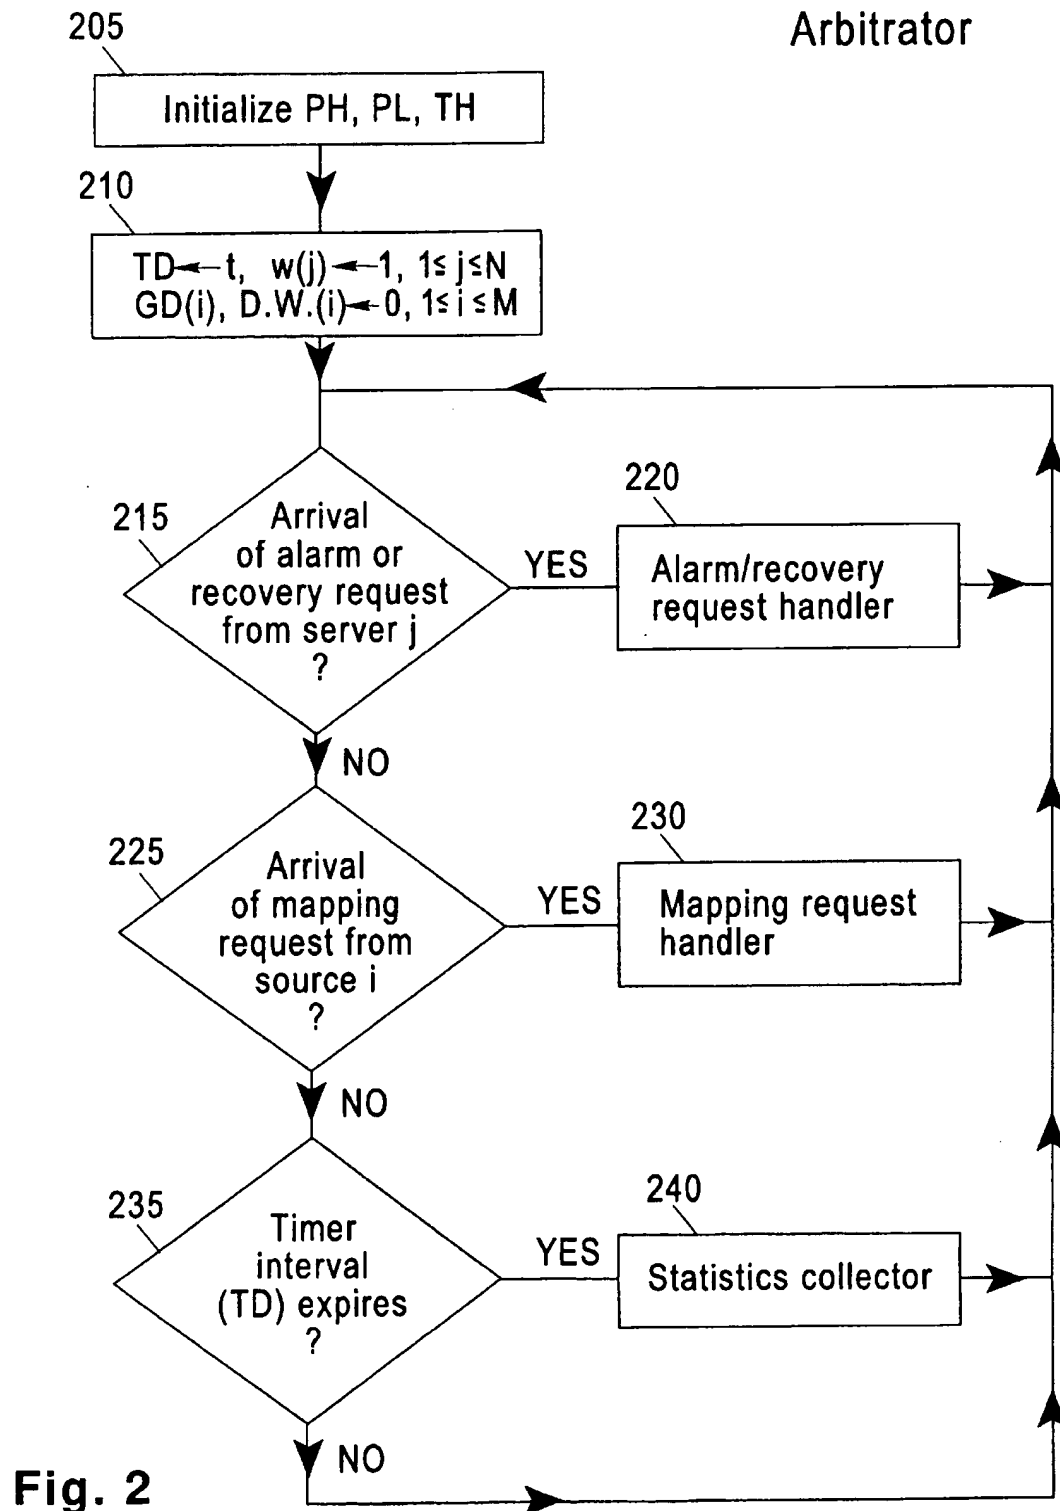 Arbitrator
205
Initialize PH, PL, TH
210
TD←t, w(j)←1, 1≤j≤N
GD(i), D.W.(i)←0, 1≤i≤M
215
Arrival
of alarm or
recovery request
from server j
?
YES
220
Alarm/recovery
request handler
NO
225
Arrival
of mapping
request from
source i
?
YES
230
Mapping request
handler
NO
235
Timer
interval
(TD) expires
?
YES
240
Statistics collector
NO
Fig. 2